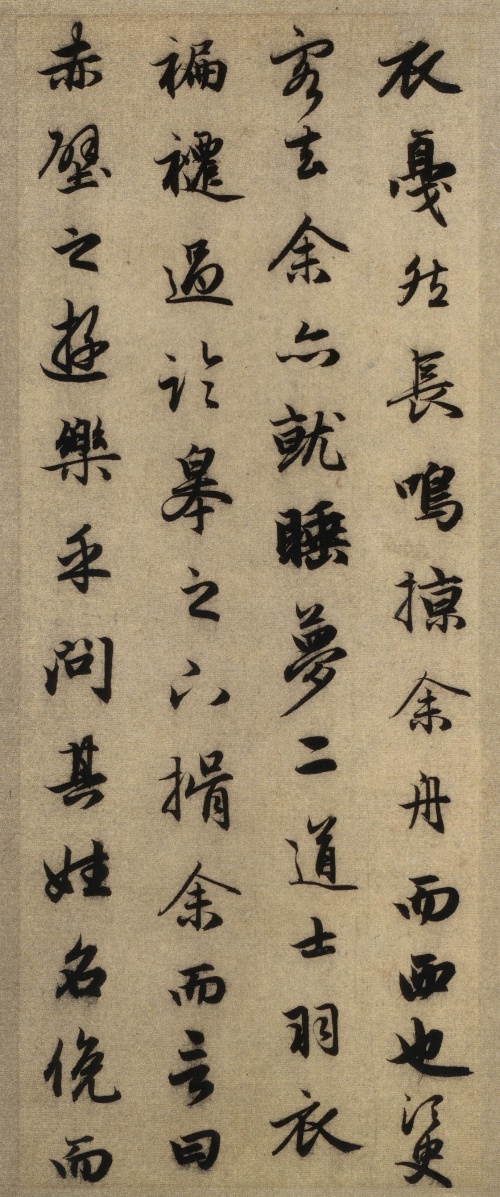 衣戛然長鳴掠余舟而西也須臾
客去余亦就睡夢二道士羽衣
褊褼過臨皋之下揖余而言曰
赤壁之遊樂乎問其姓名俛而